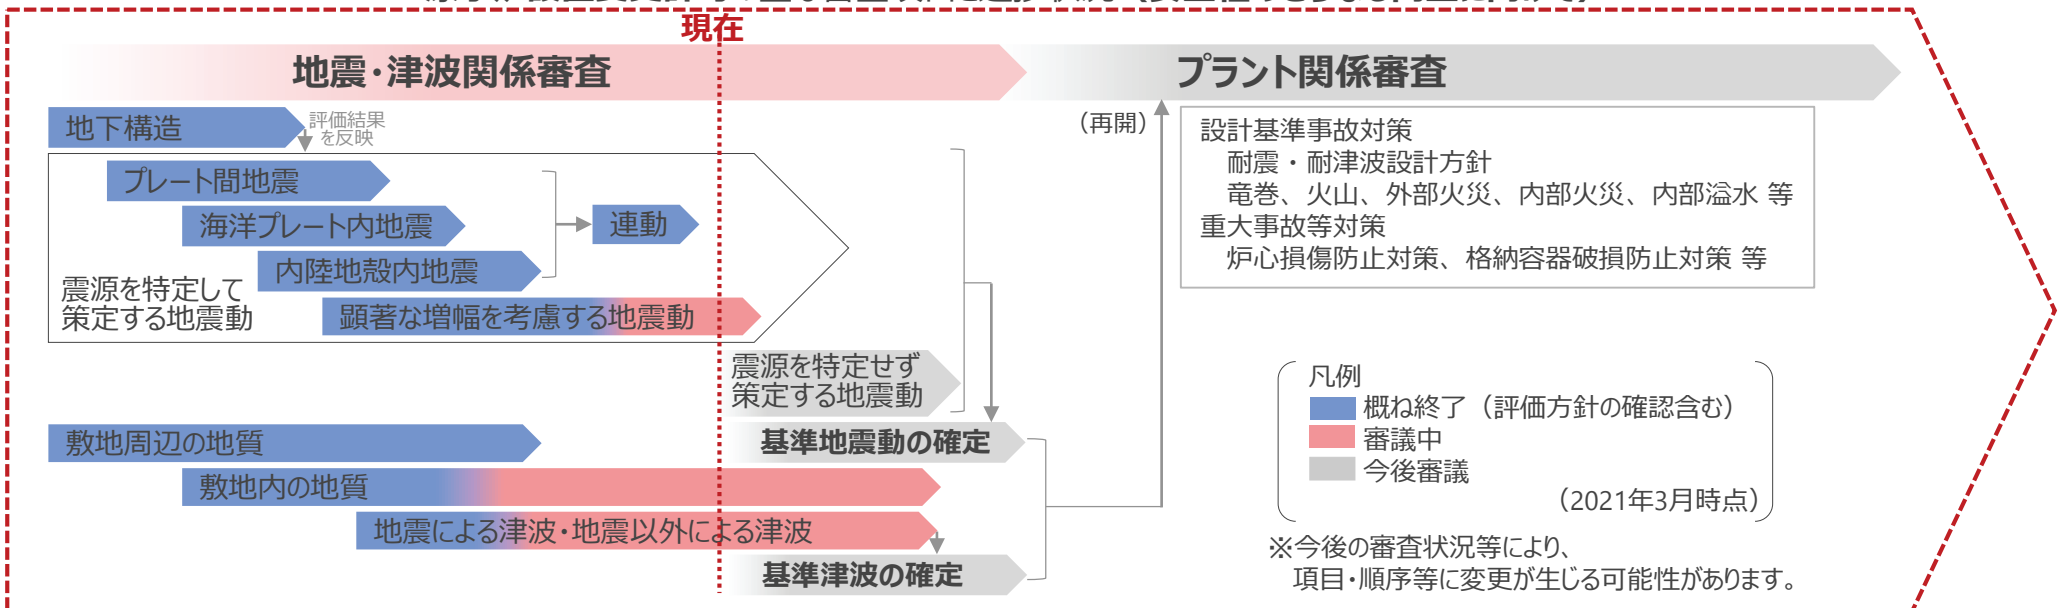 現在
地震・津波関係審査
プラント関係審査
地下構造
評価結果
を反映
プレート間地震
海洋プレート内地震
内陸地殻内地震
連動
震源を特定して
策定する地震動
顕著な増幅を考慮する地震動
震源を特定せず
策定する地震動
敷地周辺の地質
基準地震動の確定
敷地内の地質
地震による津波・地震以外による津波
基準津波の確定
(再開)
設計基準事故対策
耐震・耐津波設計方針
竜巻、火山、外部火災、内部火災、内部溢水 等
重大事故等対策
炉心損傷防止対策、格納容器破損防止対策 等
凡例
概ね終了(評価方針の確認含む)
審議中
今後審議
(2021年3月時点)
※今後の審査状況等により、
項目・順序等に変更が生じる可能性があります。